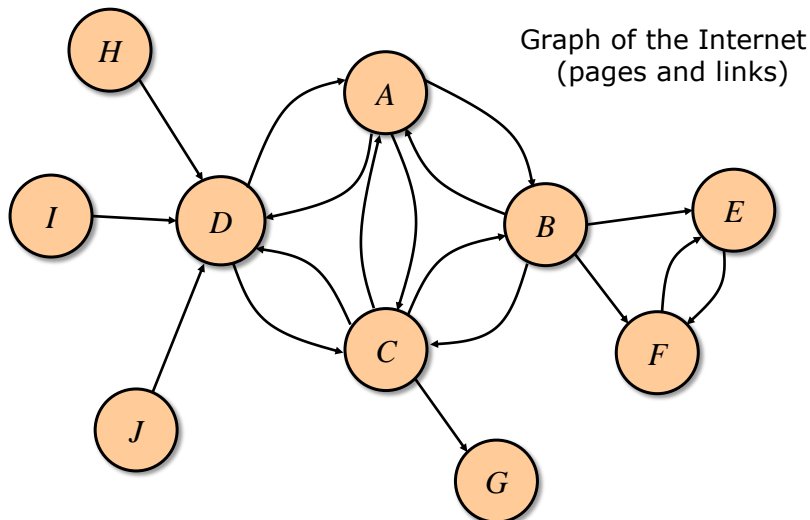 Graph of the Internet
(pages and links)
H
A
I
D
B
E
C
F
J
G